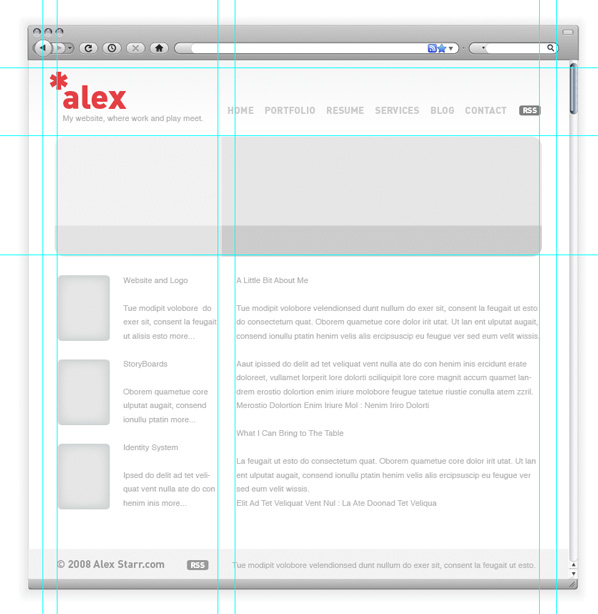 *alex
My website, where work and play meet.
HOME PORTFOLIO RESUME SERVICES BLOG CONTACT RSS
Website and Logo
Tue modipit volobore do
exer sit, consent la feugait
ut alisis esto more...
StoryBoards
Oborem quametue core
ulputat augait, consend
ionullu ptatin more...
Identity System
Ipsed do delit ad tet veli-
quat vent nulla ate do con
henim inis more...
A Little Bit About Me
Tue modipit volobore velendionsed dunt nullum do exer sit, consent la feugait ut esto
do consectetum quat. Oborem quametue core dolor irit utat. Ut lan ent ulputat augait,
consend ionullu ptatin henim velis alis ercipsuscip eu feugue ver sed eum velit wissis.
Aaut ipissed do delit ad tet veliquat vent nulla ate do con henim inis ercidunt erate
doloreet, vullamet lorperit lore dolorti sciliquipit lore core magnit accum quamet lan-
drem erostio dolortion enim iriure molobore feugue tatetue riustie conulla atem zzril.
Merostio Dolortion Enim Iriure Mol : Nenim Iriro Dolorti
What I Can Bring to The Table
La feugait ut esto do consectetum quat. Oborem quametue core dolor irit utat. Ut lan
ent ulputat augait, consend ionullu ptatin henim velis alis ercipsuscip eu feugue ver
sed eum velit wissis.
Elit Ad Tet Veliquat Vent Nul : La Ate Doonad Tet Veliqua
© 2008 Alex Starr.com RSS Tue modipit volobore velendionsed dunt nullum do exer sit, consent la feugait ut esto.